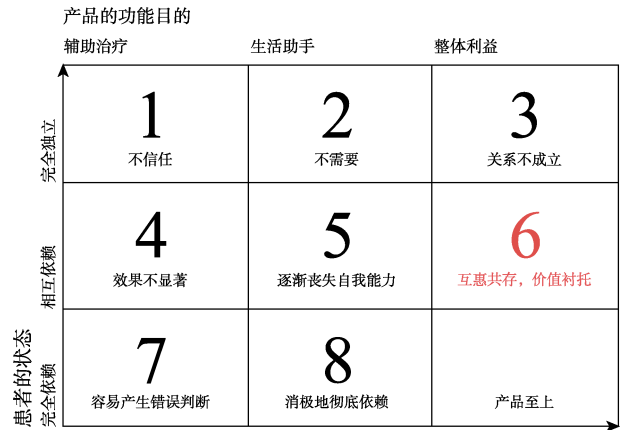 产品的功能目的
辅助治疗 生活助手 整体利益
完全独立
1 2 3
不信任 不需要 关系不成立
相互依赖
4 5 6
效果不显著 逐渐丧失自我能力 互惠共存，价值衬托
患者的状态
完全依赖
7 8
容易产生错误判断 消极地彻底依赖 产品至上